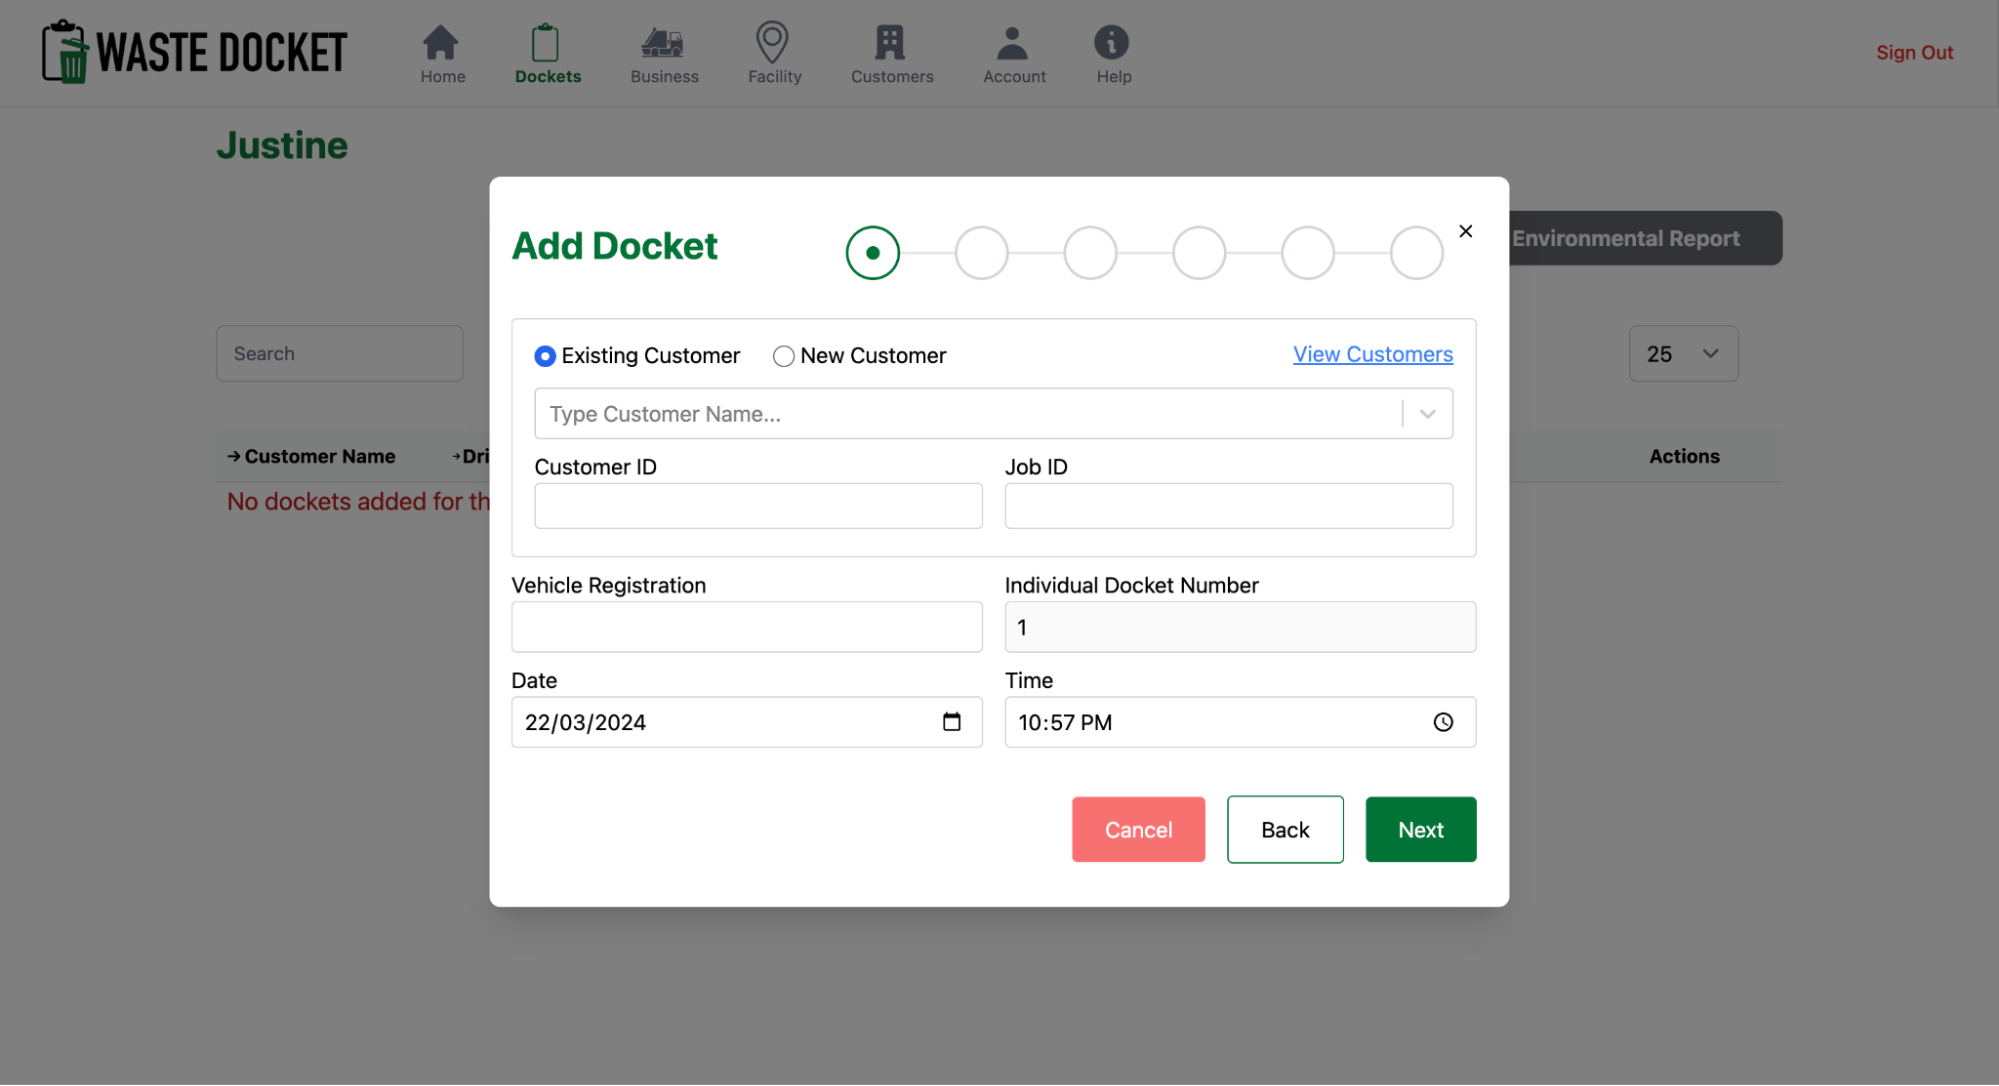 WASTE DOCKET
Home
Dockets
Business
Facility
Customers
Account
Help
Sign Out
Justine
Environmental Report
Add Docket
×
Existing Customer
New Customer
View Customers
Type Customer Name...
Customer ID
Job ID
Vehicle Registration
Individual Docket Number
1
Date
Time
22/03/2024
10:57 PM
Cancel
Back
Next
Search
25
→ Customer Name
→ Dri
Actions
No dockets added for th